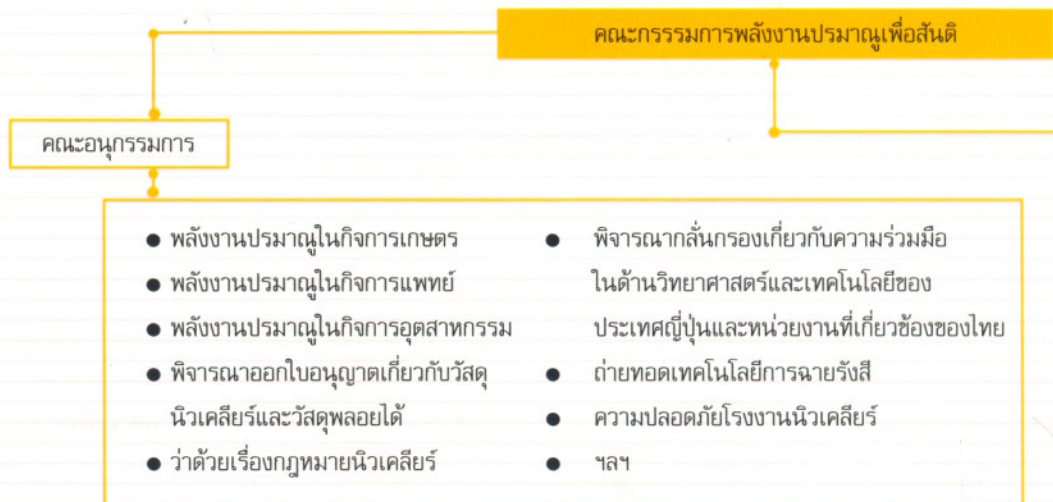 คณะกรรรมการพลังงานปรมาณูเพื่อสันติ
คณะอนุกรรมการ
● พลังงานปรมาณูในกิจการเกษตร
● พลังงานปรมาณูในกิจการแพทย์
● พลังงานปรมาณูในกิจการอุตสาหกรรม
● พิจารณาออกใบอนุญาตเกี่ยวกับวัสดุ
นิวเคลียร์และวัสดุพลอยได้
● ว่าด้วยเรื่องกฎหมายนิวเคลียร์
● พิจารณากลั่นกรองเกี่ยวกับความร่วมมือ
ในด้านวิทยาศาสตร์และเทคโนโลยีของ
ประเทศญี่ปุ่นและหน่วยงานที่เกี่ยวข้องของไทย
● ถ่ายทอดเทคโนโลยีการฉายรังสี
● ความปลอดภัยโรงงานนิวเคลียร์
● ฯลฯ